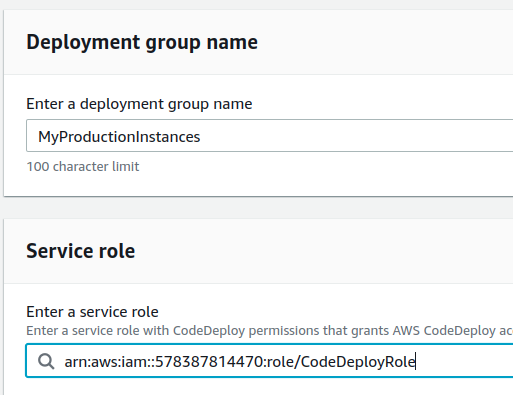 Deployment group name
Enter a deployment group name
MyProductionInstances
100 character limit
Service role
Enter a service role
Enter a service role with CodeDeploy permissions that grants AWS CodeDeploy
arn:aws:iam::578387814470:role/CodeDeployRole